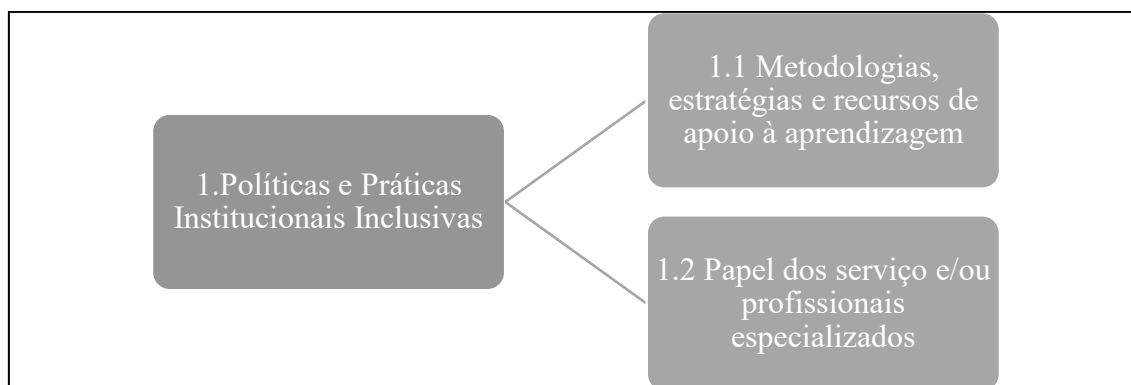 1.Políticas e Práticas
Institucionais Inclusivas
1.1 Metodologias,
estratégias e recursos de
apoio à aprendizagem
1.2 Papel dos serviço e/ou
profissionais
especializados